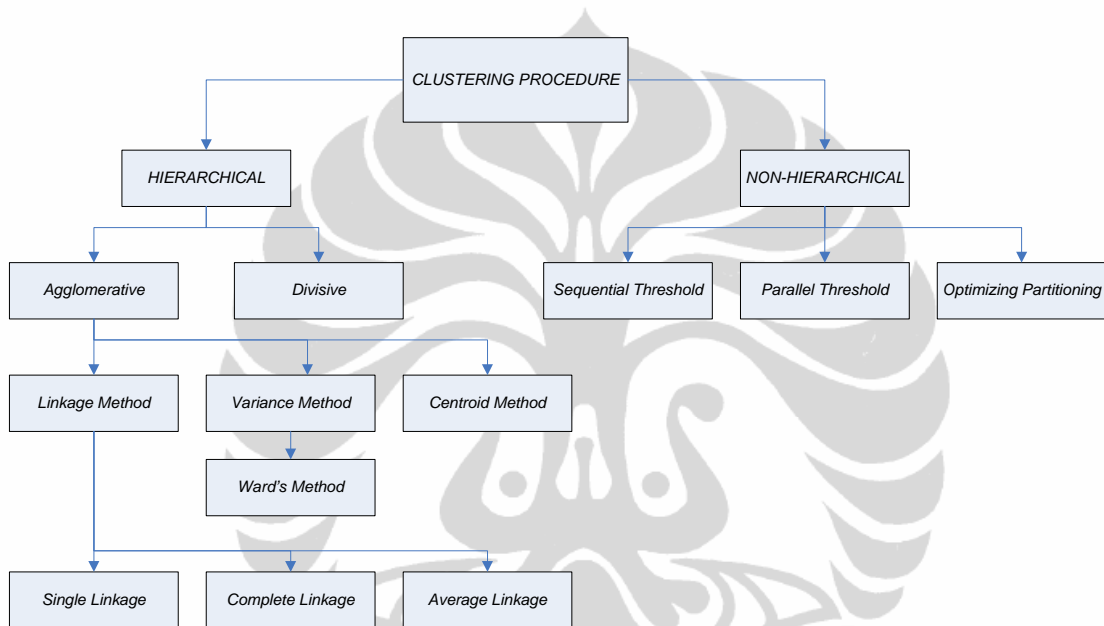 CLUSTERING PROCEDURE
HIERARCHICAL
NON-HIERARCHICAL
Agglomerative
Divisive
Sequential Threshold
Parallel Threshold
Optimizing Partitioning
Linkage Method
Variance Method
Centroid Method
Ward's Method
Single Linkage
Complete Linkage
Average Linkage